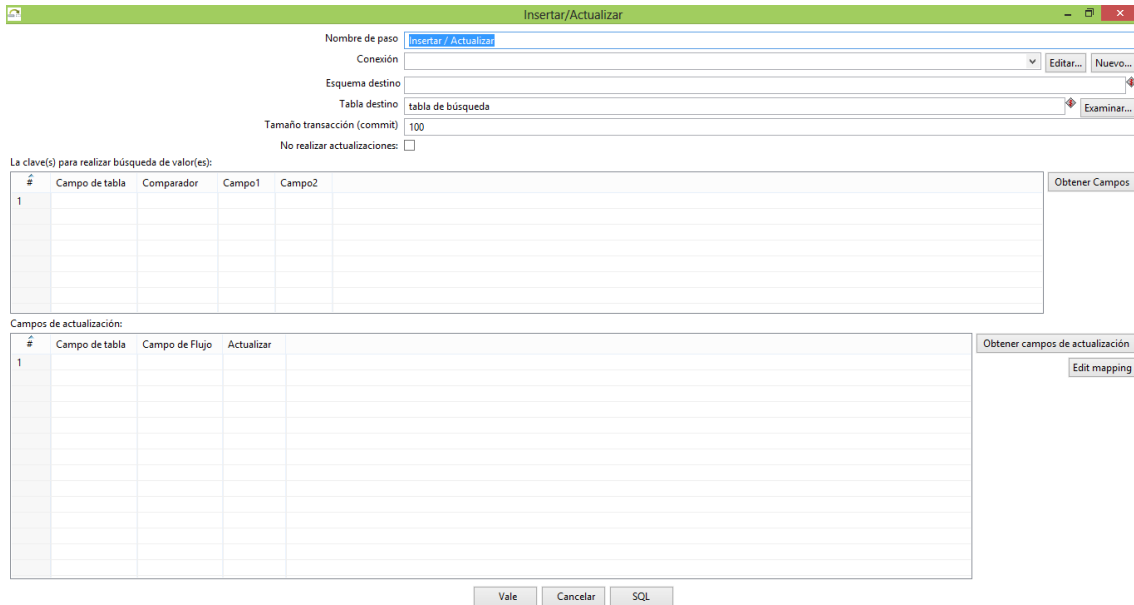 Insertar/Actualizar
Nombre de paso Insertar / Actualizar
Conexión Editar... Nuevo...
Esquema destino
Tabla destino tabla de búsqueda Examinar...
Tamaño transacción (commit) 100
No realizar actualizaciones:
La clave(s) para realizar búsqueda de valor(es):
# Campo de tabla Comparador Campo1 Campo2 Obtener Campos
1
Campos de actualización:
# Campo de tabla Campo de Flujo Actualizar Obtener campos de actualización
1 Edit mapping
Vale Cancelar SQL